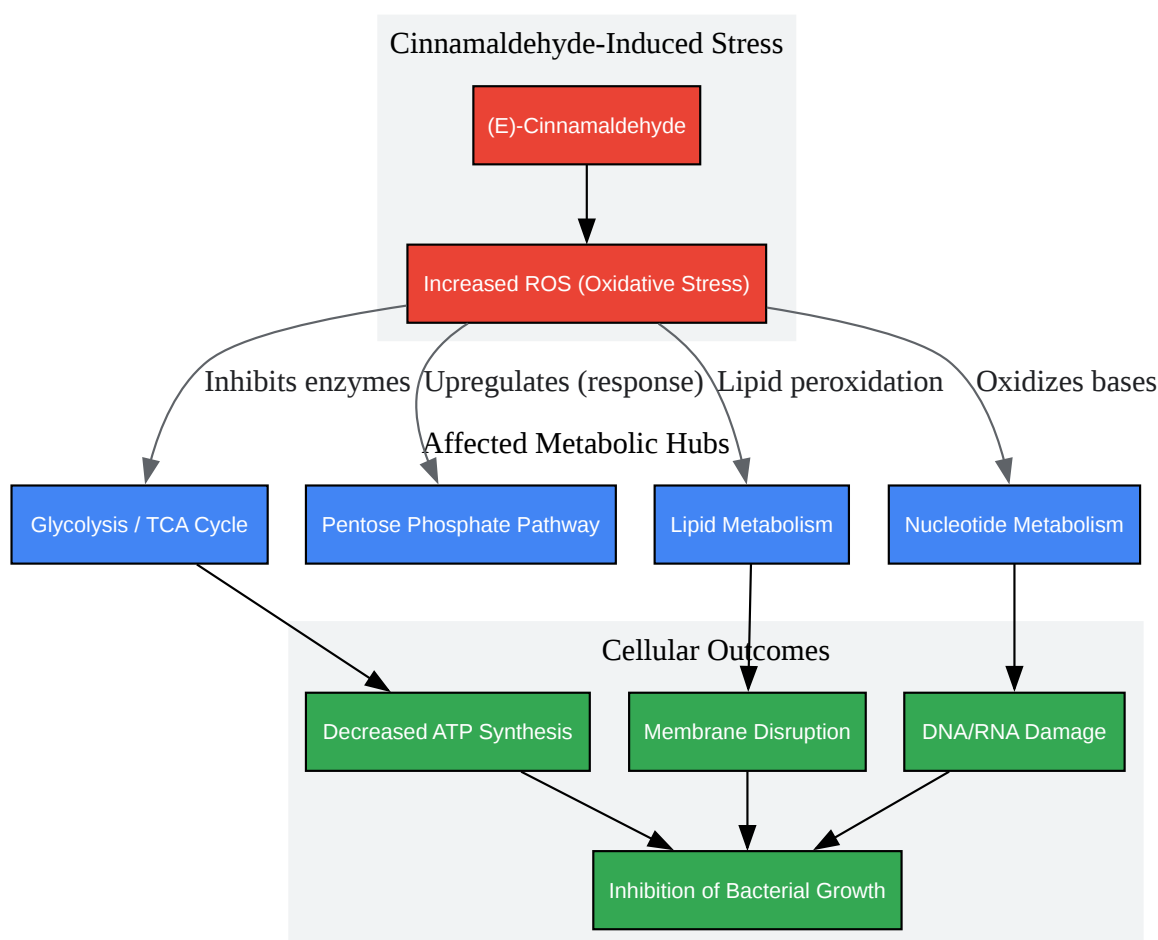 Cinnamaldehyde-Induced Stress
(E)-Cinnamaldehyde
Increased ROS (Oxidative Stress)
Inhibits enzymes
Upregulates (response)
Lipid peroxidation
Oxidizes bases
Affected Metabolic Hubs
Glycolysis / TCA Cycle
Pentose Phosphate Pathway
Lipid Metabolism
Nucleotide Metabolism
Cellular Outcomes
Decreased ATP Synthesis
Membrane Disruption
DNA/RNA Damage
Inhibition of Bacterial Growth